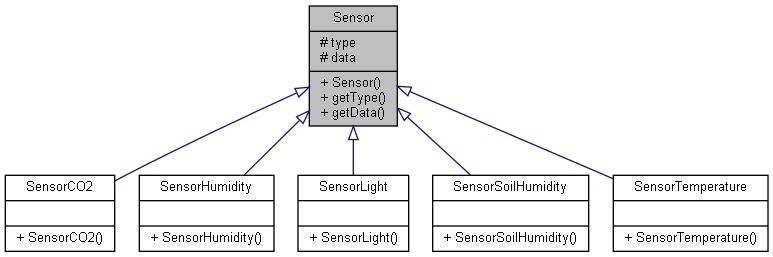 Sensor
# type
# data
+ Sensor()
+ getType()
+ getData()
SensorCO2
+ SensorCO2()
SensorHumidity
+ SensorHumidity()
SensorLight
+ SensorLight()
SensorSoilHumidity
+ SensorSoilHumidity()
SensorTemperature
+ SensorTemperature()